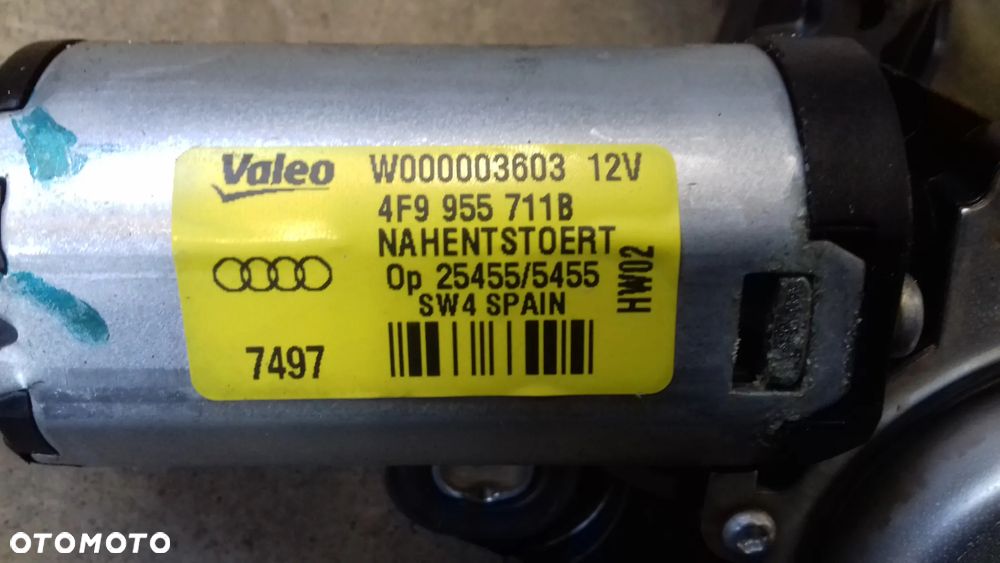 Valeo W000003603 12V
4F9 955 711B
NAHENTSTOERT
Op 25455/5455
SW4 SPAIN
HW02
7497
OTOMOTO